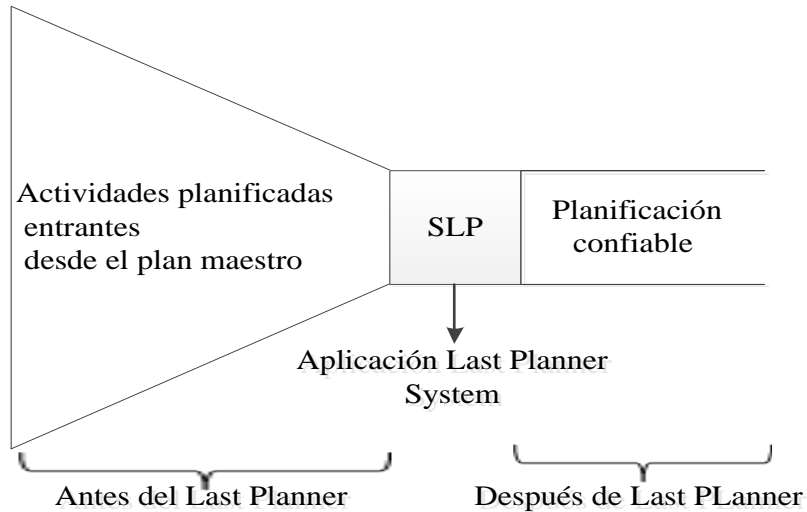 Actividades planificadas
entrantes
desde el plan maestro
SLP
Planificación
confiable
Aplicación Last Planner
System
Antes del Last Planner
Después de Last PLanner